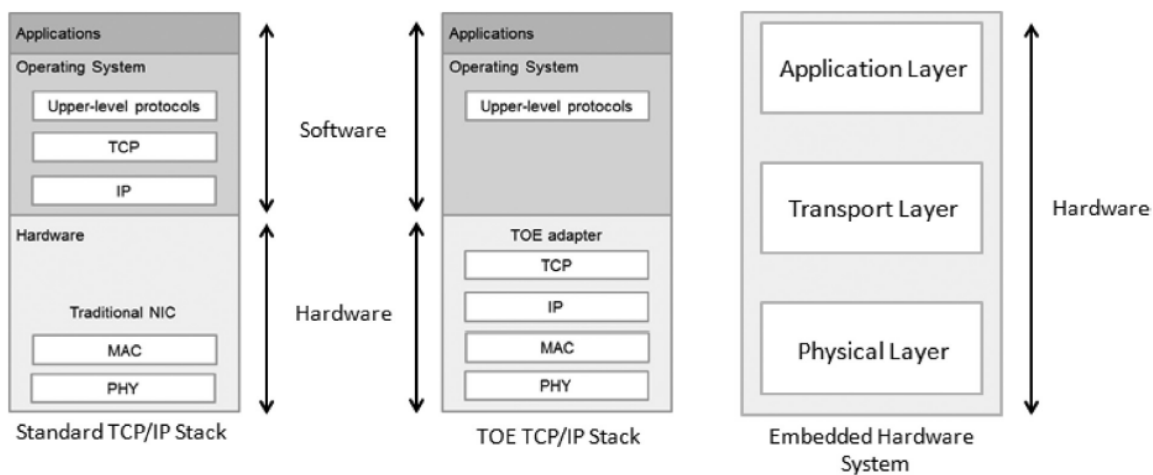 Applications
Operating System
Upper-level protocols
TCP
IP
Hardware
Traditional NIC
MAC
PHY
Standard TCP/IP Stack
Software
Hardware
Applications
Operating System
Upper-level protocols
TOE adapter
TCP
IP
MAC
PHY
TOE TCP/IP Stack
Application Layer
Transport Layer
Physical Layer
Embedded Hardware
System
Hardware